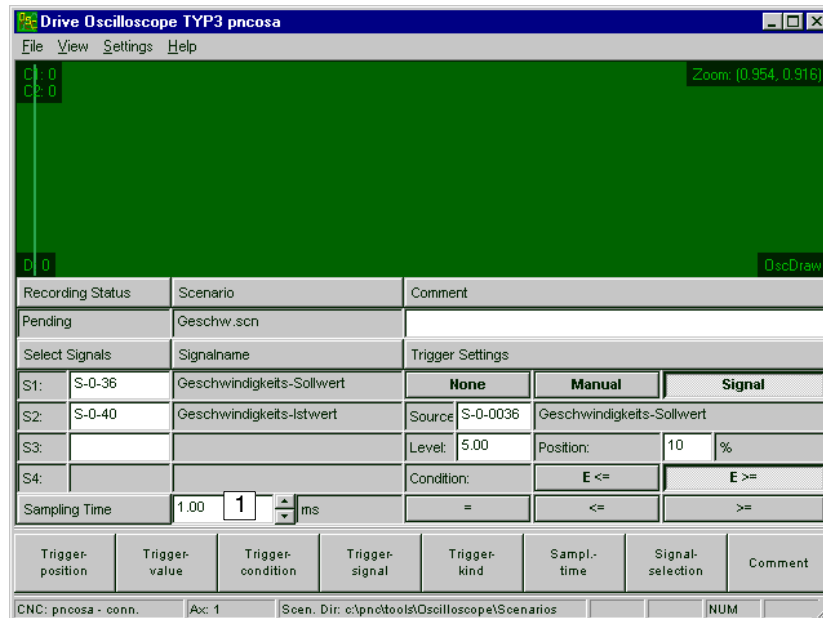 Drive Oscilloscope TYP3 pncosa
File View Settings Help
C1: 0 Zoom: (0.954, 0.916)
C2: 0
D: 0 OscDraw
Recording Status Scenario Comment
Pending Geschw.scn
Select Signals Signalname Trigger Settings
S1: S-0-36 Geschwindigkeits-Sollwert None Manual Signal
S2: S-0-40 Geschwindigkeits-Istwert Source S-0-0036 Geschwindigkeits-Sollwert
S3: Level: 5.00 Position: 10 %
S4: Condition: E <= E >=
Sampling Time 1.00 1 ms = <= >=
Trigger- Trigger- Trigger- Trigger- Trigger- Sampl.- Signal- Comment
position value condition signal kind time selection
CNC: pncosa - conn. Ax: 1 Scen. Dir: c:\pnc\tools\Oscilloscope\Scenarios NUM